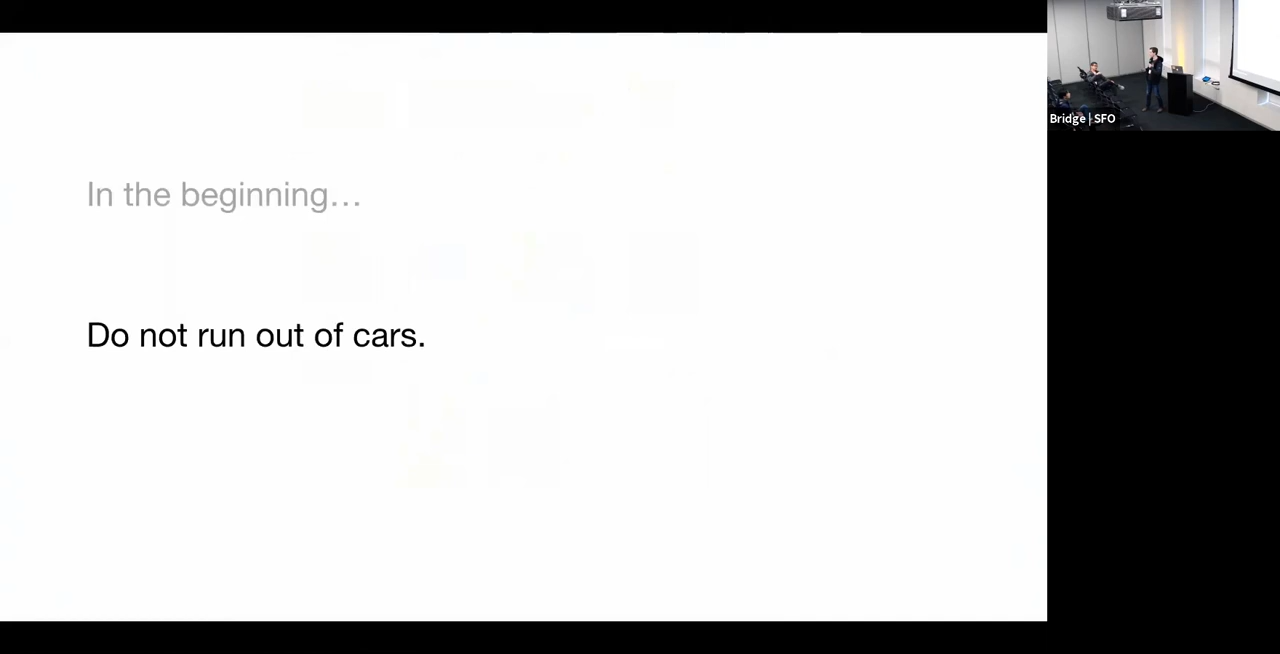 In the beginning…
Do not run out of cars.
Bridge | SFO